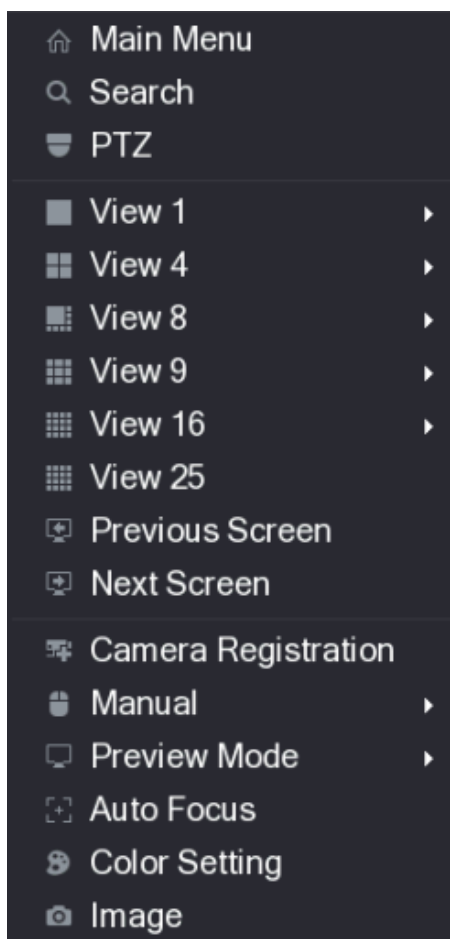 Main Menu
Search
PTZ
View 1
View 4
View 8
View 9
View 16
View 25
Previous Screen
Next Screen
Camera Registration
Manual
Preview Mode
Auto Focus
Color Setting
Image